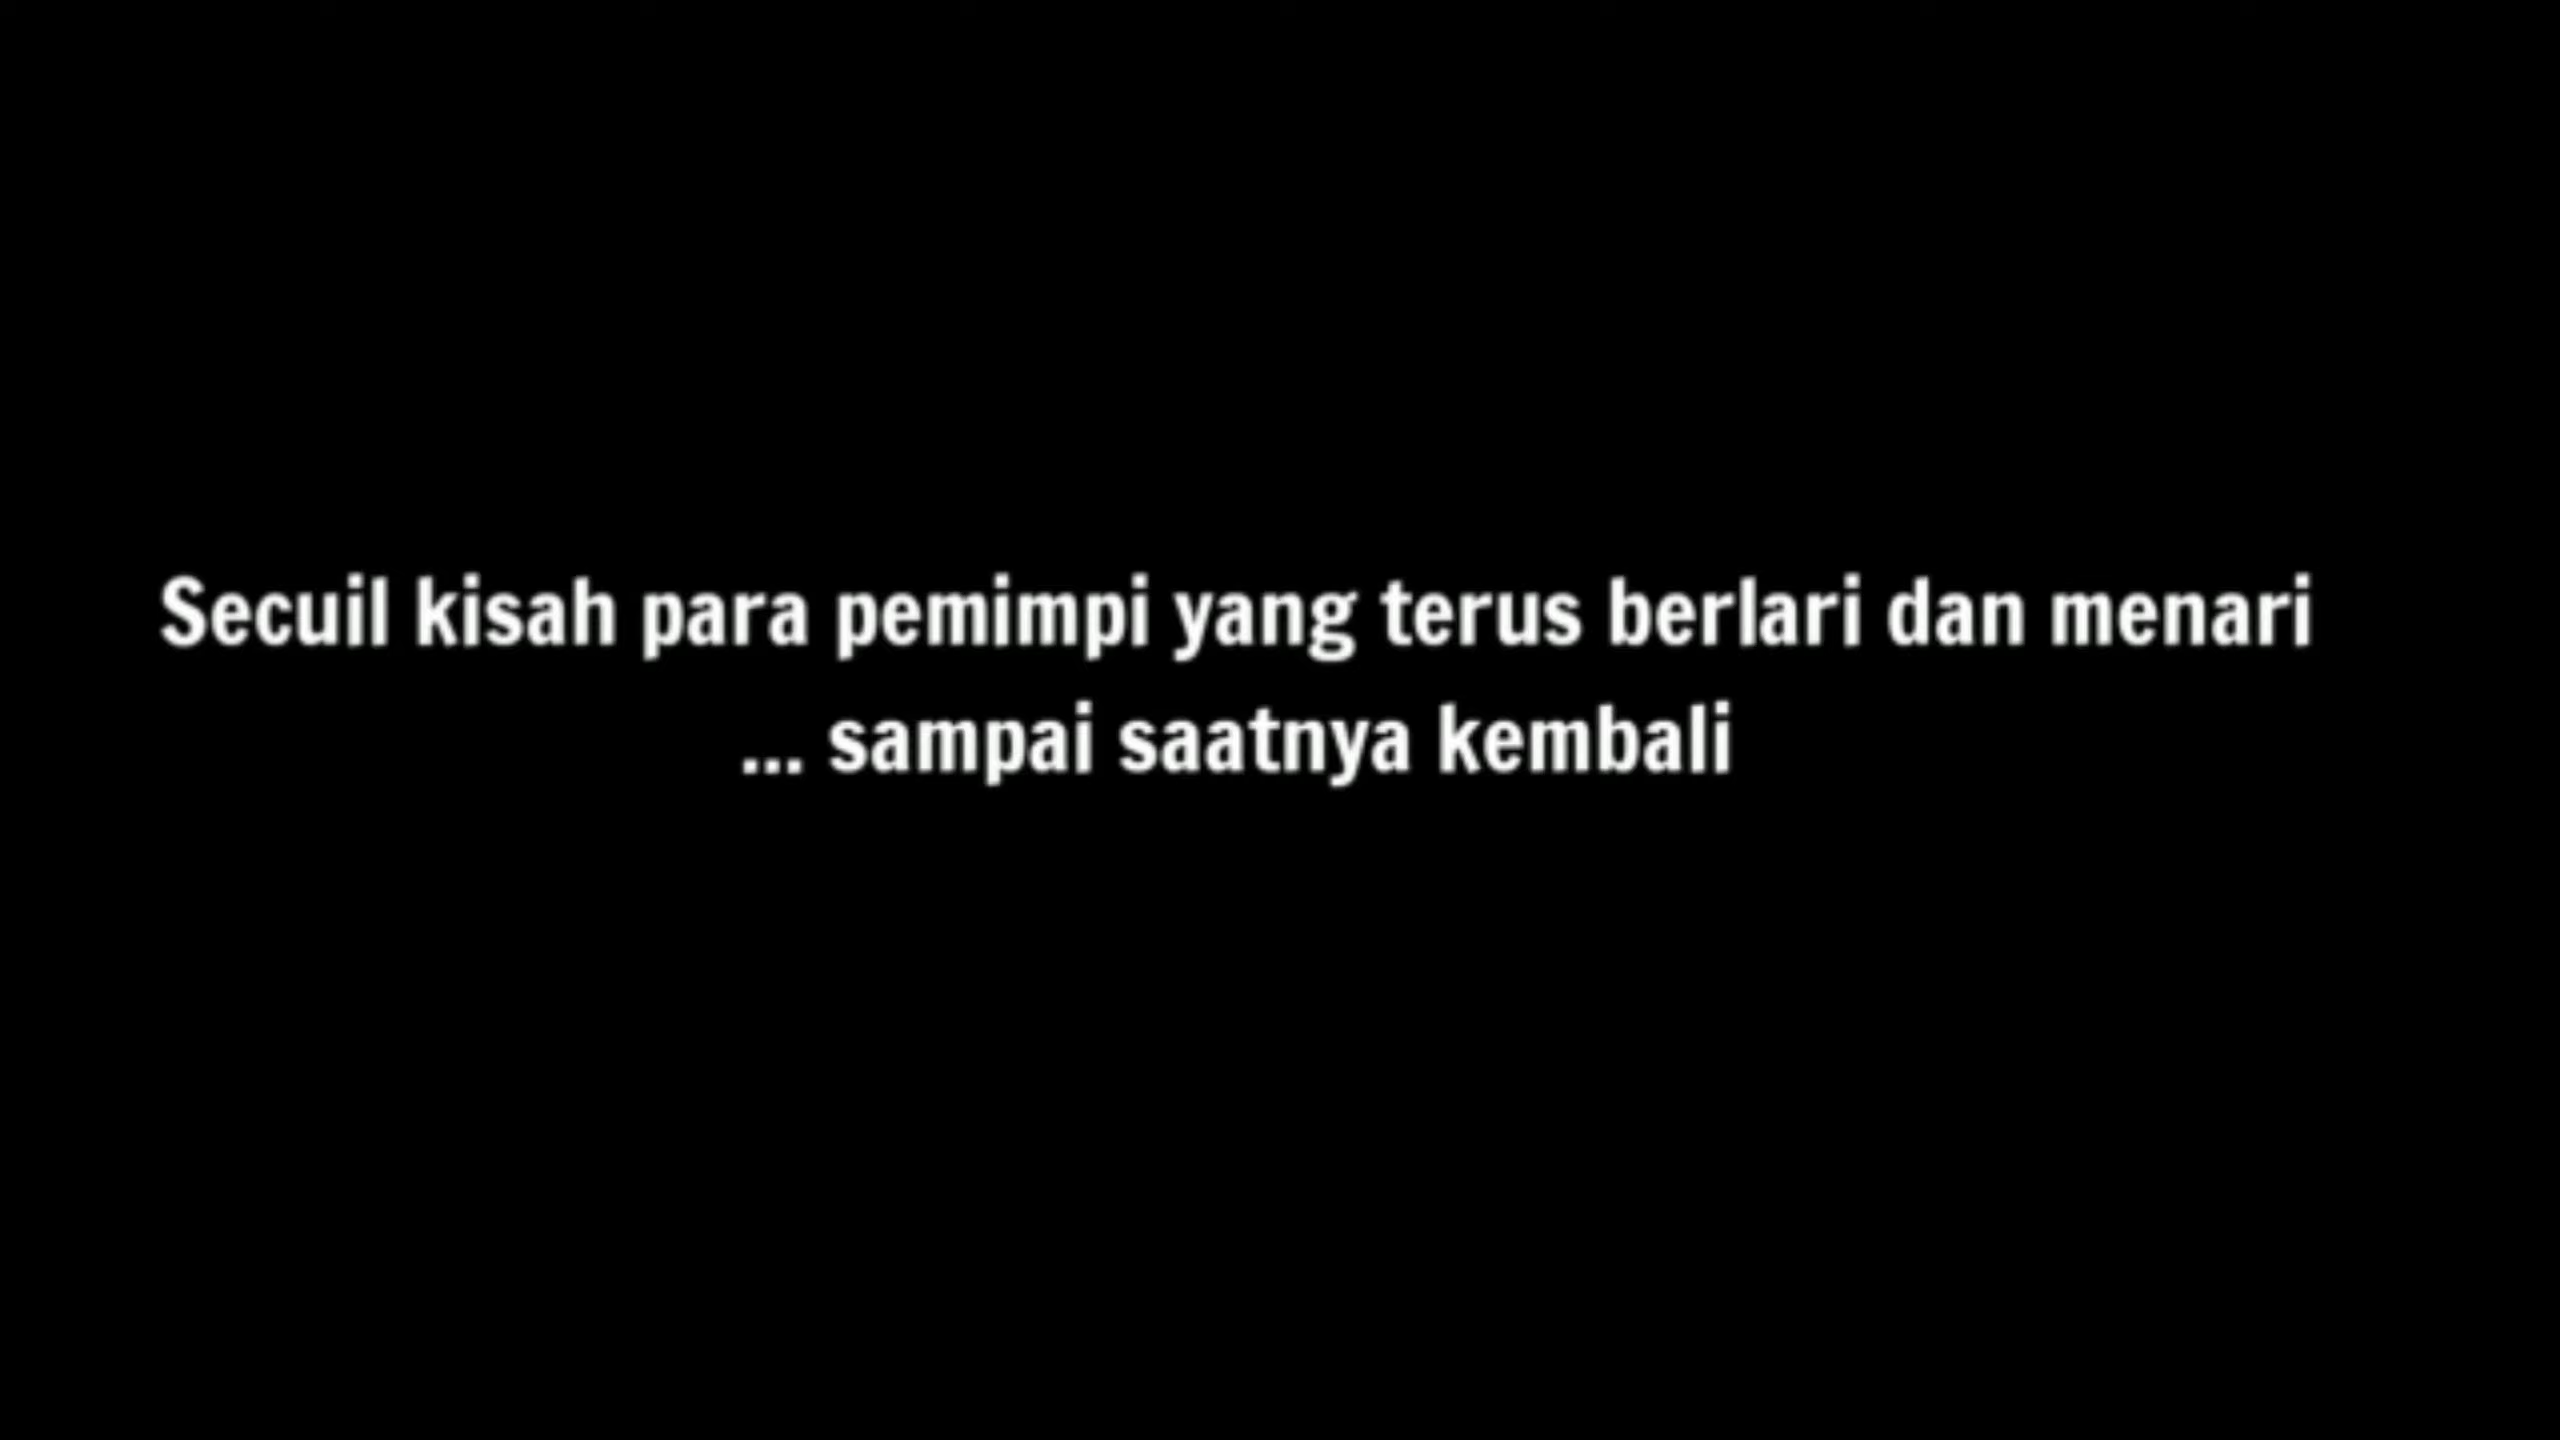 Secuil kisah para pemimpi yang terus berlari dan menari
... sampai saatnya kembali